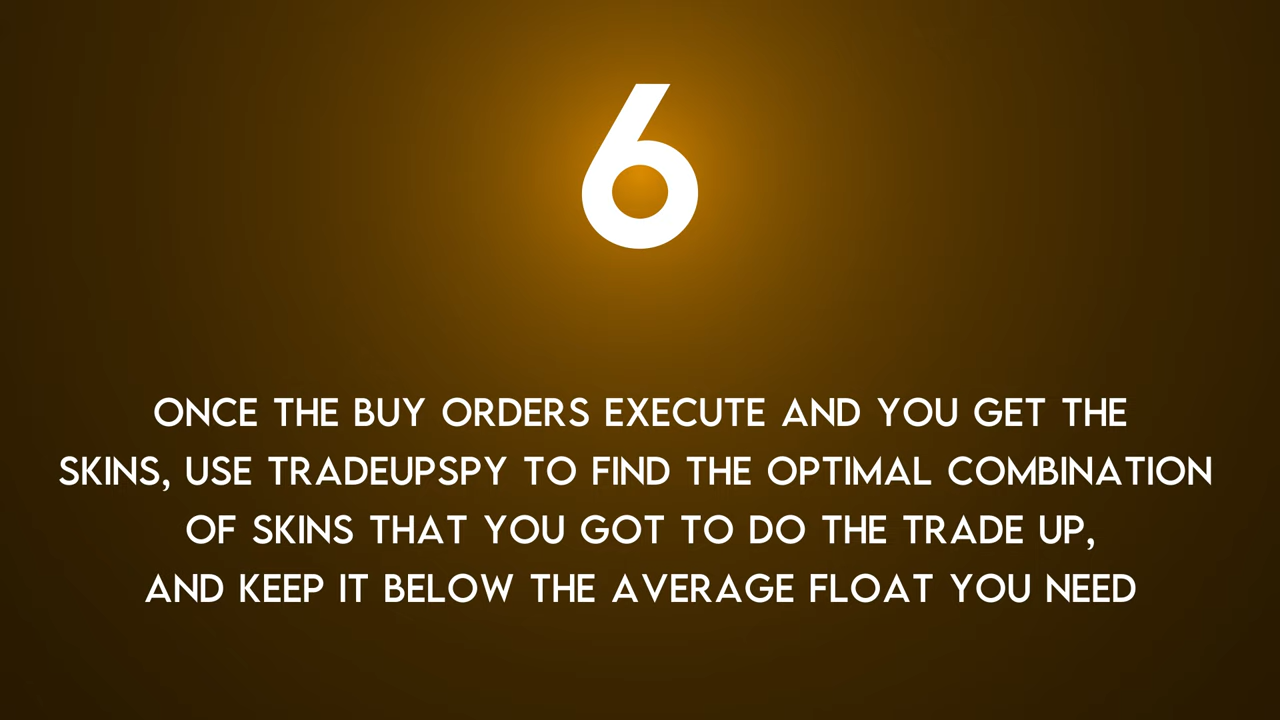 6
ONCE THE BUY ORDERS EXECUTE AND YOU GET THE
SKINS, USE TRADEUPSPY TO FIND THE OPTIMAL COMBINATION
OF SKINS THAT YOU GOT TO DO THE TRADE UP,
AND KEEP IT BELOW THE AVERAGE FLOAT YOU NEED